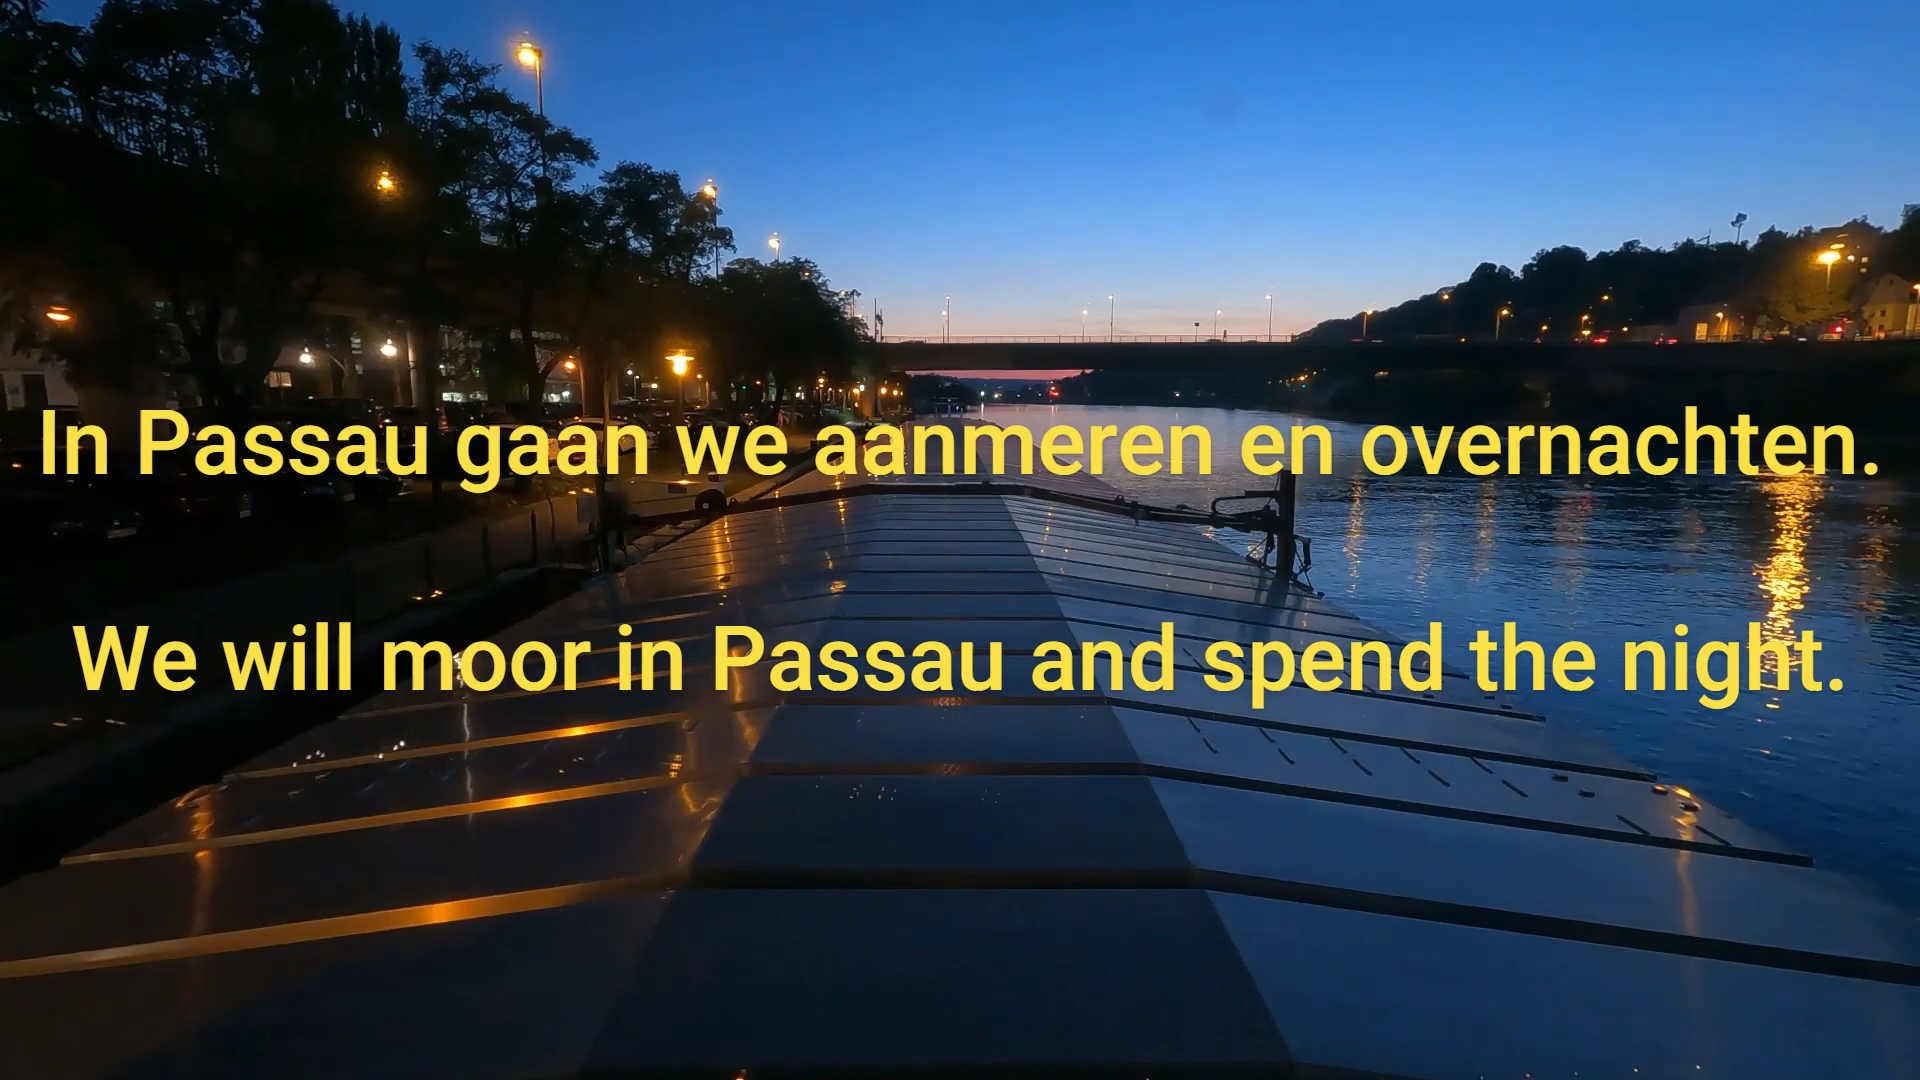 In Passau gaan we aanmeren en overnachten.
We will moor in Passau and spend the night.